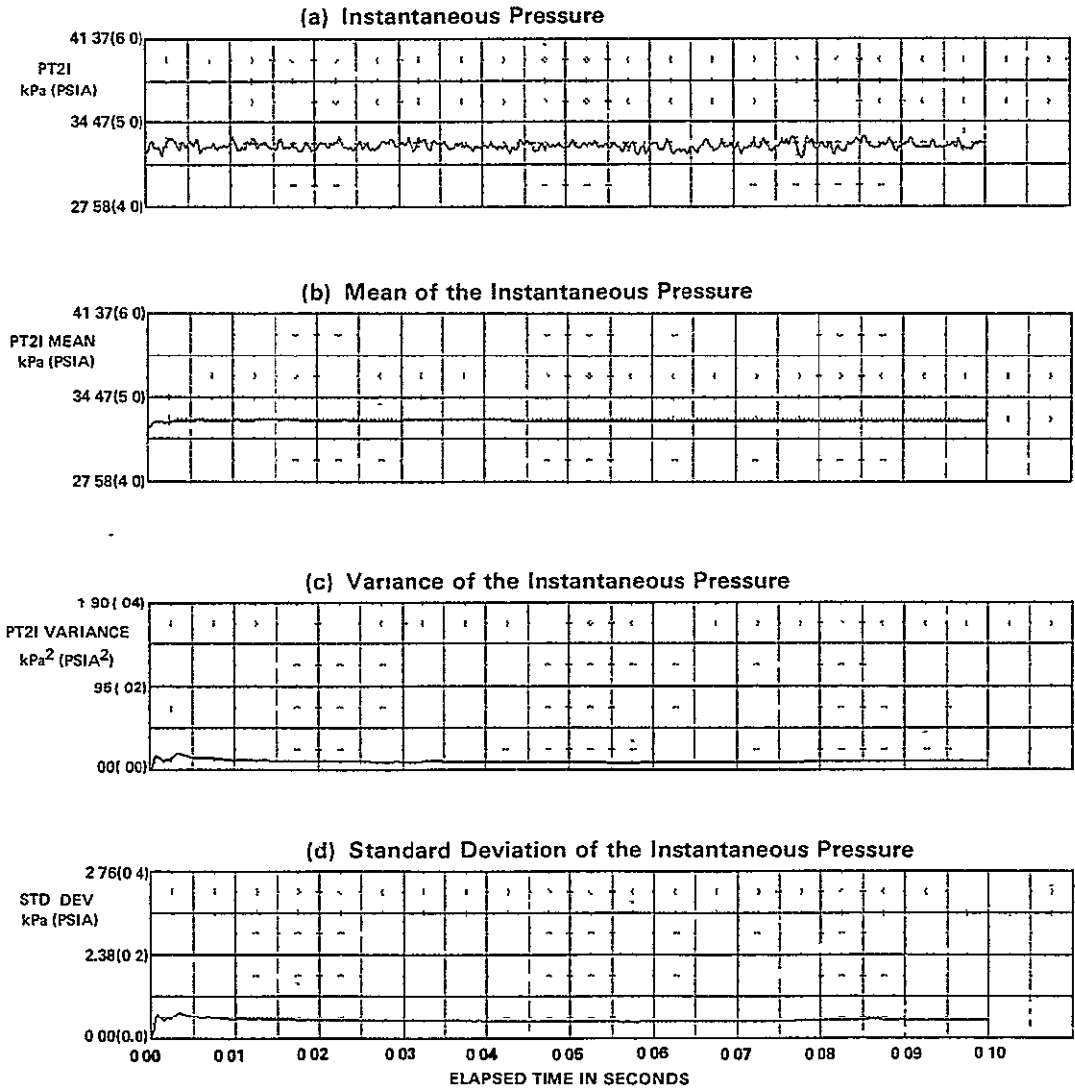 (a) Instantaneous Pressure
41 37(6 0)
PT2I
kPa (PSIA)
34 47(5 0)
27 58(4 0)
(b) Mean of the Instantaneous Pressure
41 37(6 0)
PT2I MEAN
kPa (PSIA)
34 47(5 0)
27 58(4 0)
(c) Variance of the Instantaneous Pressure
1 90( 04)
PT2I VARIANCE
kPa² (PSIA²)
95( 02)
00( 00)
(d) Standard Deviation of the Instantaneous Pressure
2 76(0 4)
STD DEV
kPa (PSIA)
2.38(0 2)
0 00(0.0)
0 00 0 01 0 02 0 03 0 04 0 05 0 06 0 07 0 08 0 09 0 10
ELAPSED TIME IN SECONDS